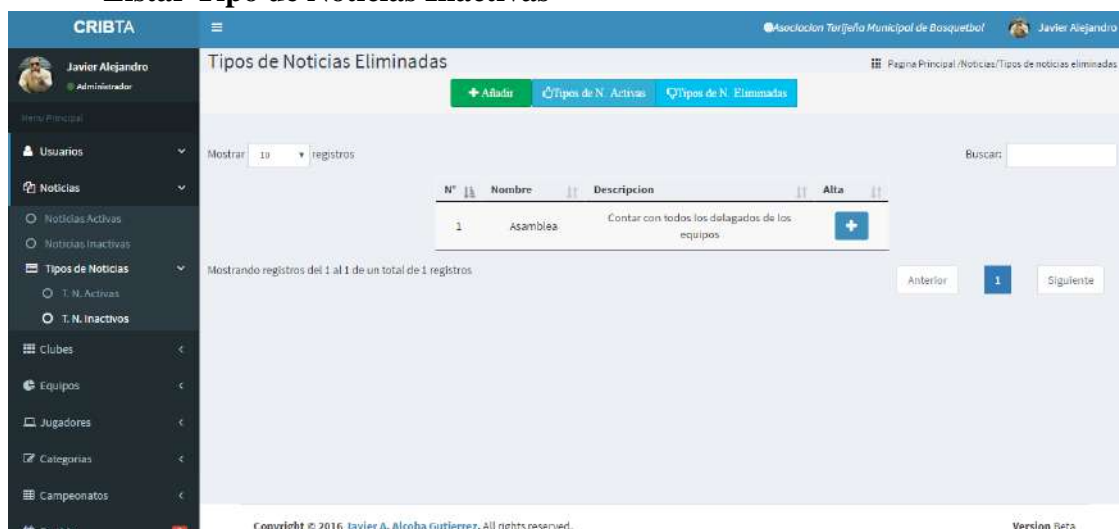 Listar Tipo de Noticias Inactivas
CRIBTA
Asociacion Tarijeña Municipal de Basquetbol
Javier Alejandro
Javier Alejandro
Administrador
Menu Principal
Usuarios
Noticias
Noticias Activas
Noticias Inactivas
Tipos de Noticias
T. N. Activas
T. N. Inactivos
Clubes
Equipos
Jugadores
Categorias
Campeonatos
Tipos de Noticias Eliminadas
Pagina Principal /Noticias/Tipos de noticias eliminadas
Añadir
Tipos de N. Activas
Tipos de N. Eliminadas
Mostrar 10 registros
Buscar:
N° Nombre Descripcion Alta
1 Asamblea Contar con todos los delagados de los
equipos
Mostrando registros del 1 al 1 de un total de 1 registros
Anterior 1 Siguiente
Copyright © 2016 Javier A. Alcoba Gutierrez. All rights reserved.
Version Beta